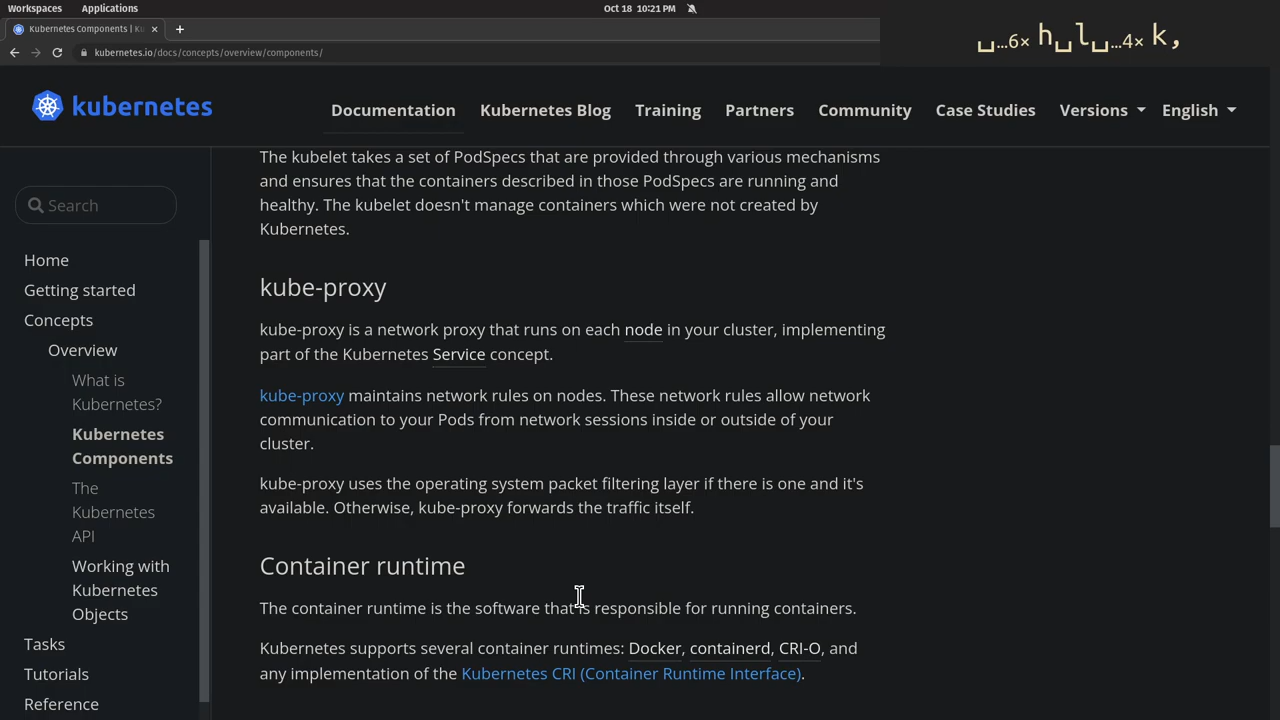 Workspaces Applications Oct 18 10:21 PM
Kubernetes Components | Ku
kubernetes.io/docs/concepts/overview/components/
␣…6× h␣l␣…4× k,
kubernetes Documentation Kubernetes Blog Training Partners Community Case Studies Versions English
Search
Home
Getting started
Concepts
Overview
What is
Kubernetes?
Kubernetes
Components
The
Kubernetes
API
Working with
Kubernetes
Objects
Tasks
Tutorials
Reference
The kubelet takes a set of PodSpecs that are provided through various mechanisms
and ensures that the containers described in those PodSpecs are running and
healthy. The kubelet doesn't manage containers which were not created by
Kubernetes.
kube-proxy
kube-proxy is a network proxy that runs on each node in your cluster, implementing
part of the Kubernetes Service concept.
kube-proxy maintains network rules on nodes. These network rules allow network
communication to your Pods from network sessions inside or outside of your
cluster.
kube-proxy uses the operating system packet filtering layer if there is one and it's
available. Otherwise, kube-proxy forwards the traffic itself.
Container runtime
The container runtime is the software that is responsible for running containers.
Kubernetes supports several container runtimes: Docker, containerd, CRI-O, and
any implementation of the Kubernetes CRI (Container Runtime Interface).